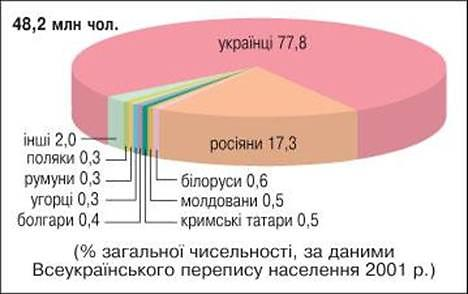 48,2 млн чол.
українці 77,8
росіяни 17,3
інші 2,0
поляки 0,3
румуни 0,3
угорці 0,3
болгари 0,4
білоруси 0,6
молдовани 0,5
кримські татари 0,5
(% загальної чисельності, за даними
Всеукраїнського перепису населення 2001 р.)